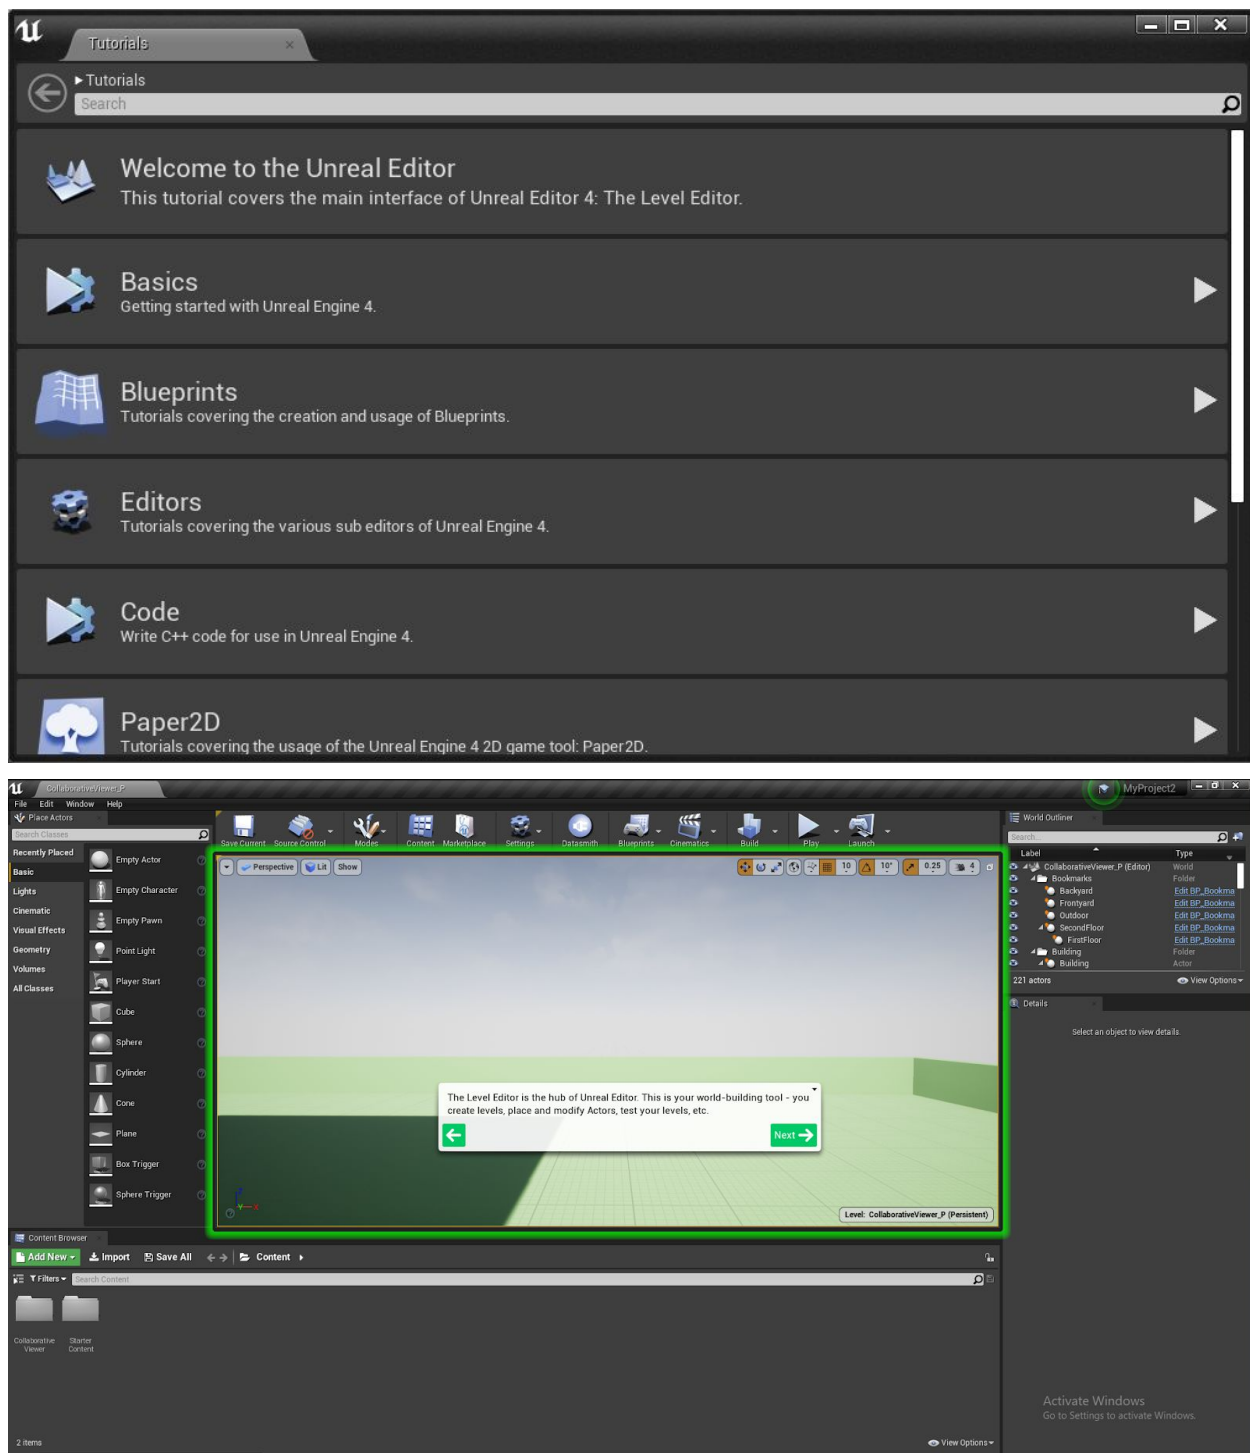 Tutorials
Tutorials
Search
Welcome to the Unreal Editor
This tutorial covers the main interface of Unreal Editor 4: The Level Editor.
Basics
Getting started with Unreal Engine 4.
Blueprints
Tutorials covering the creation and usage of Blueprints.
Editors
Tutorials covering the various sub editors of Unreal Engine 4.
Code
Write C++ code for use in Unreal Engine 4.
Paper2D
Tutorials covering the usage of the Unreal Engine 4 2D game tool: Paper2D.
CollaborativeViewer_P
MyProject2
File Edit Window Help
Place Actors
Search Classes
Recently Placed
Basic
Lights
Cinematic
Visual Effects
Geometry
Volumes
All Classes
Empty Actor
Empty Character
Empty Pawn
Point Light
Player Start
Cube
Sphere
Cylinder
Cone
Plane
Box Trigger
Sphere Trigger
Save Current Source Control Modes Content Marketplace Settings Datasmith Blueprints Cinematics Build Play Launch
Perspective Lit Show
10 10° 0.25 4
The Level Editor is the hub of Unreal Editor. This is your world-building tool - you
create levels, place and modify Actors, test your levels, etc.
Next
Level: CollaborativeViewer_P (Persistent)
World Outliner
Search...
Label Type
CollaborativeViewer_P (Editor) World
Bookmarks Folder
Backyard Edit BP_Bookma
Frontyard Edit BP_Bookma
Outdoor Edit BP_Bookma
SecondFloor Edit BP_Bookma
FirstFloor Edit BP_Bookma
Building Folder
Building Actor
221 actors View Options
Details
Select an object to view details.
Content Browser
Add New Import Save All Content
Filters Search Content
Collaborative
Viewer
Starter
Content
2 items View Options
Activate Windows
Go to Settings to activate Windows.